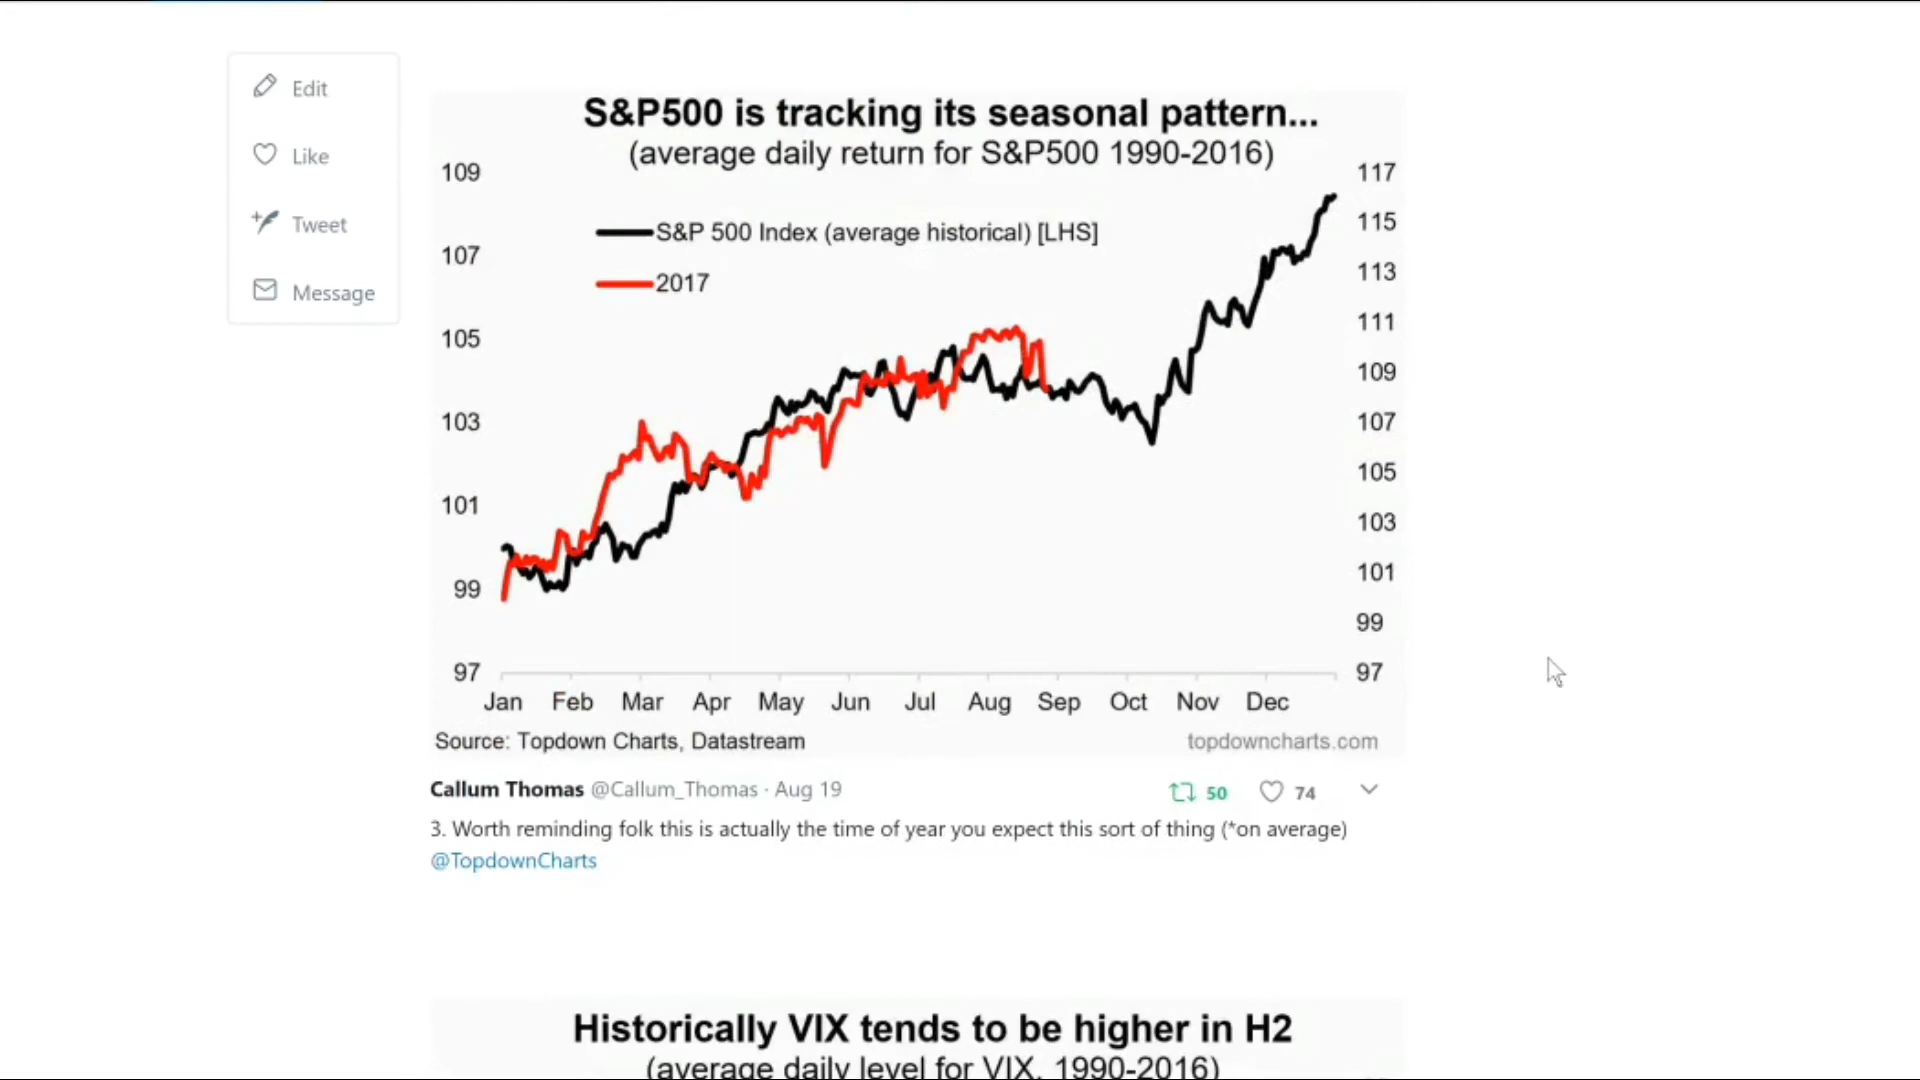 Edit
Like
Tweet
Message
S&P500 is tracking its seasonal pattern...
(average daily return for S&P500 1990-2016)
109
107
105
103
101
99
97
S&P 500 Index (average historical) [LHS]
2017
117
115
113
111
109
107
105
103
101
99
97
Jan Feb Mar Apr May Jun Jul Aug Sep Oct Nov Dec
Source: Topdown Charts, Datastream topdowncharts.com
Callum Thomas @Callum_Thomas · Aug 19 50 74
3. Worth reminding folk this is actually the time of year you expect this sort of thing (*on average)
@TopdownCharts
Historically VIX tends to be higher in H2
(average daily level for VIX, 1990-2016)